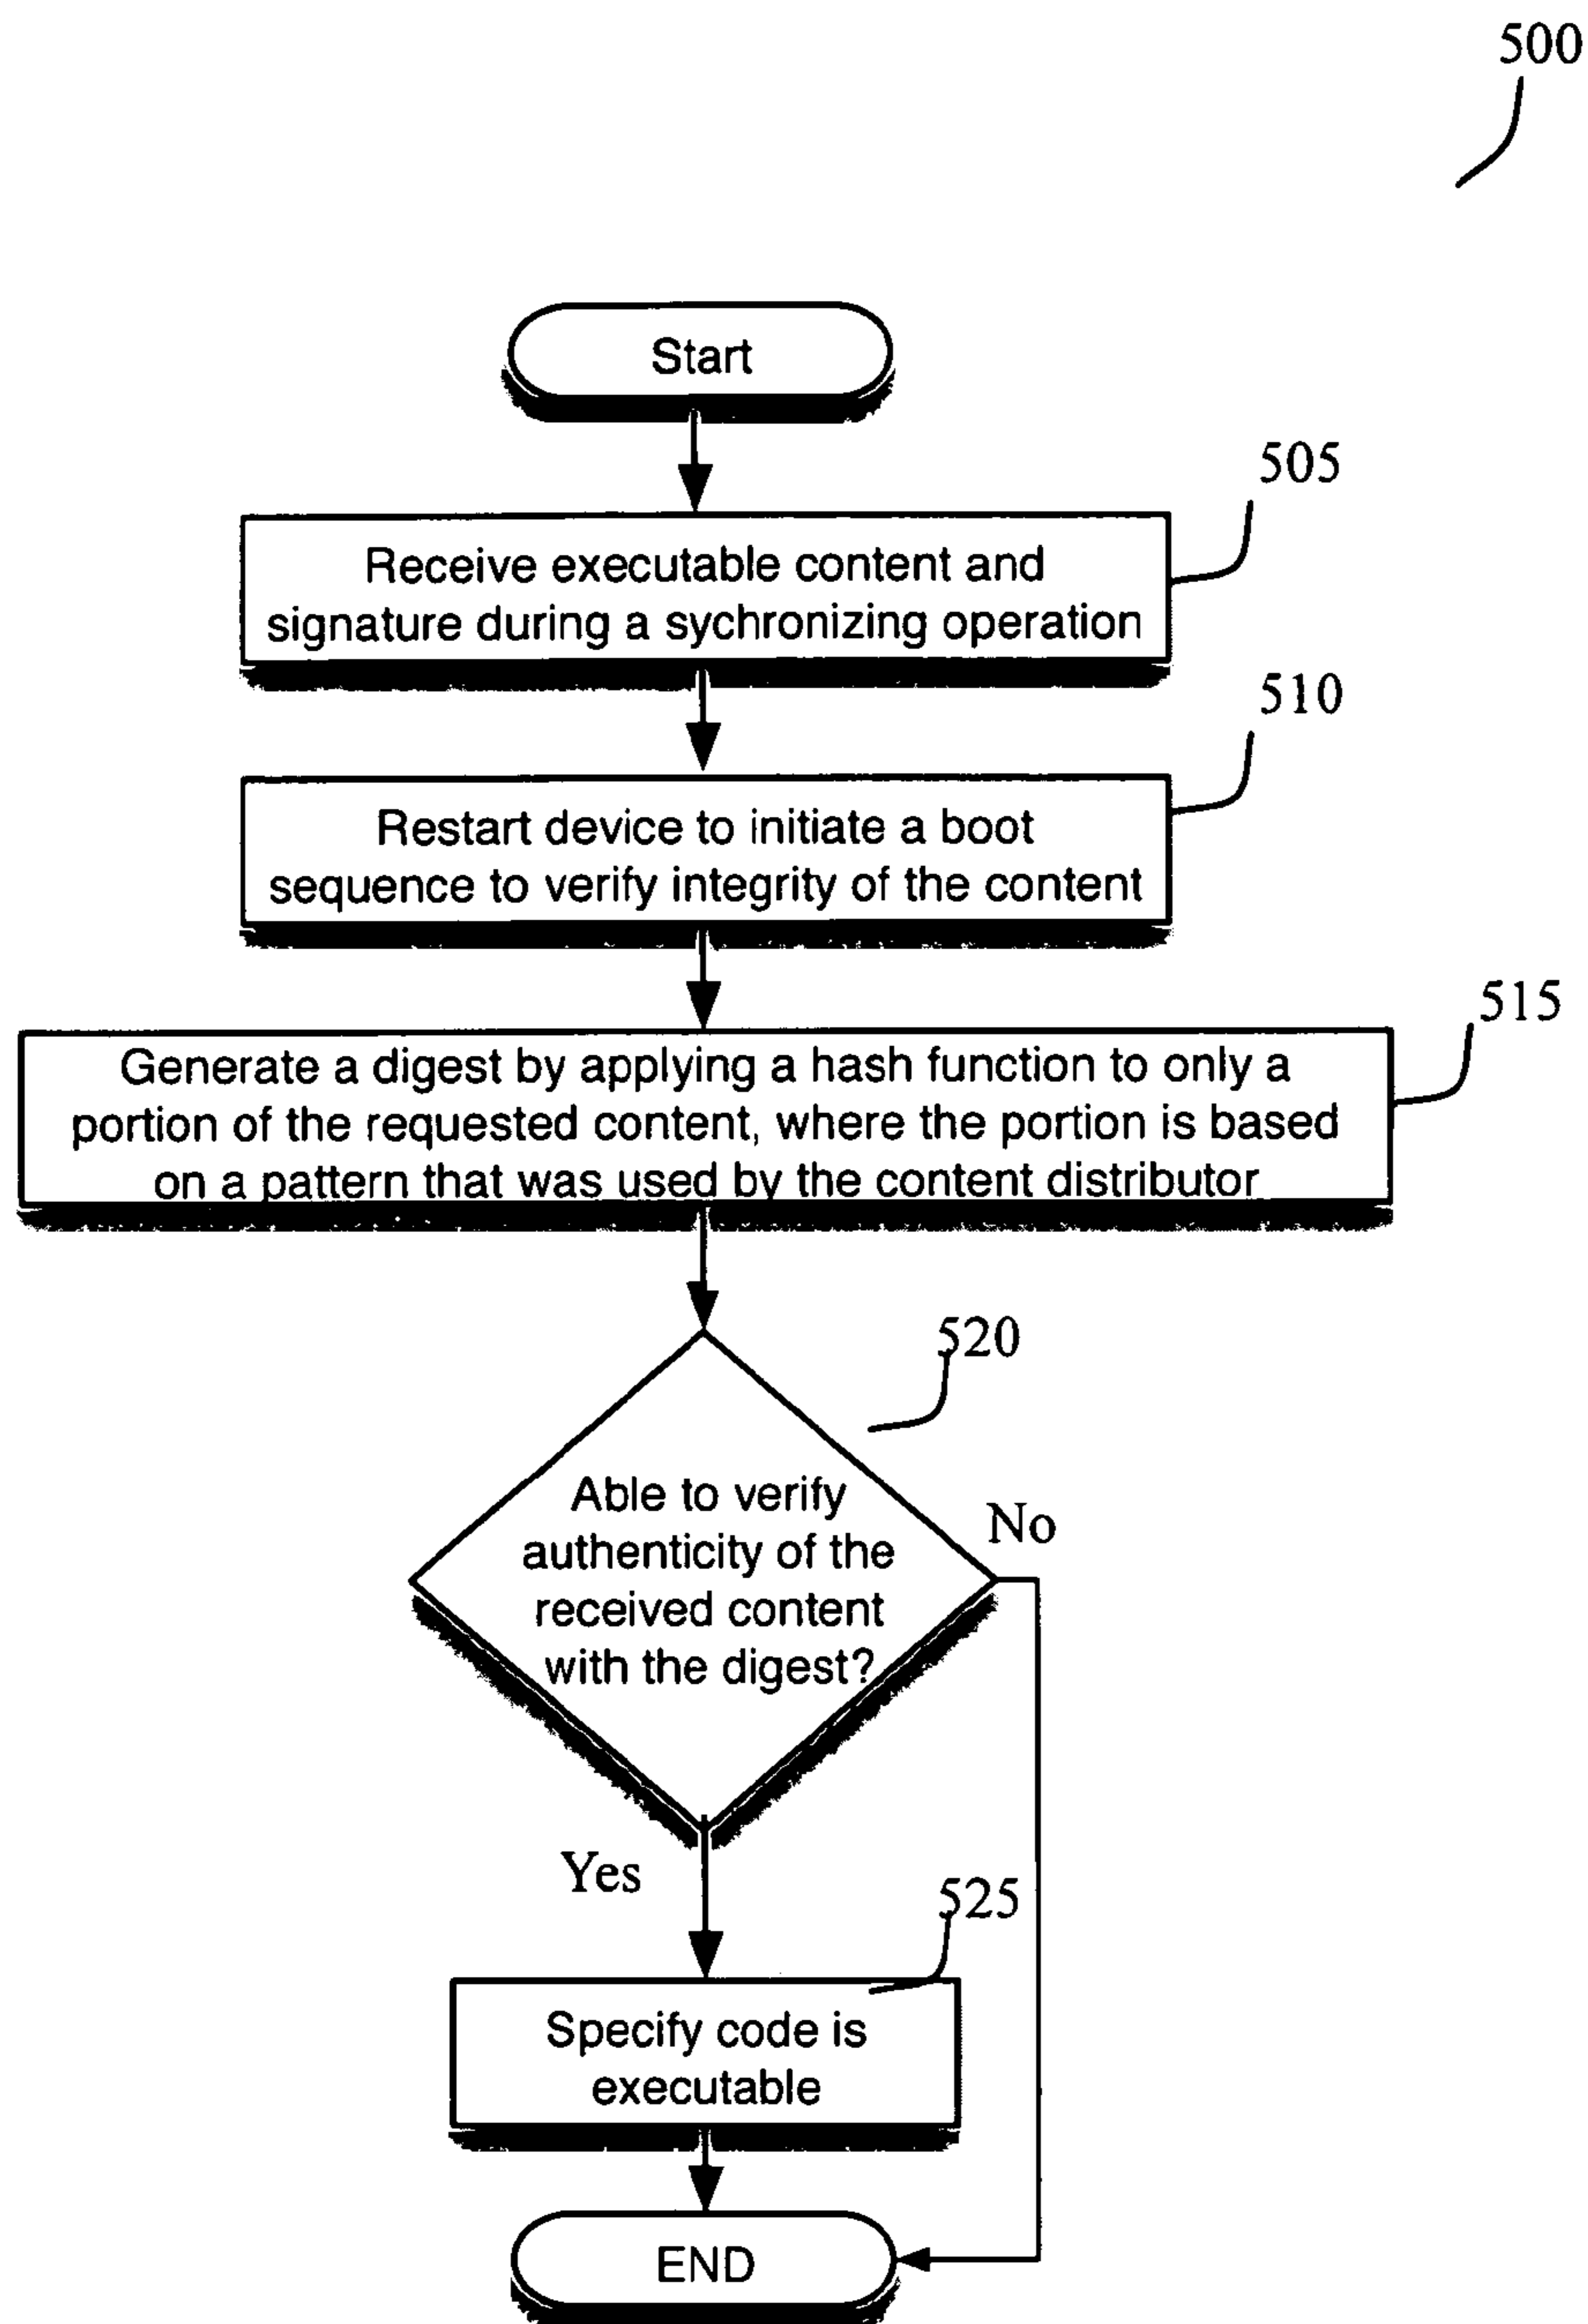 500
Start
505
Receive executable content and
signature during a sychronizing operation
510
Restart device to initiate a boot
sequence to verify integrity of the content
515
Generate a digest by applying a hash function to only a
portion of the requested content, where the portion is based
on a pattern that was used by the content distributor
520
Able to verify
authenticity of the
received content
with the digest?
No
Yes
525
Specify code is
executable
END